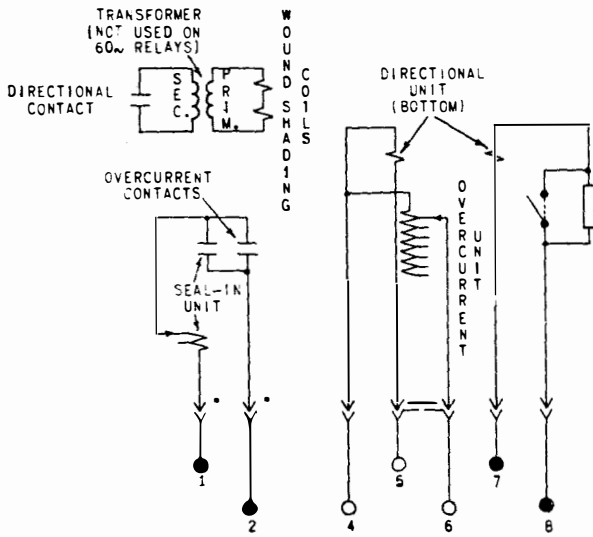 TRANSFORMER
(NCT USED ON
60~ RELAYS)
WOUND SHADING
COILS
SEC.
PRIM.
DIRECTIONAL
CONTACT
DIRECTIONAL
UNIT
(BOTTOM)
OVERCURRENT
CONTACTS
OVERCURRENT
UNIT
SEAL-IN
UNIT
1
2
4
5
6
7
8